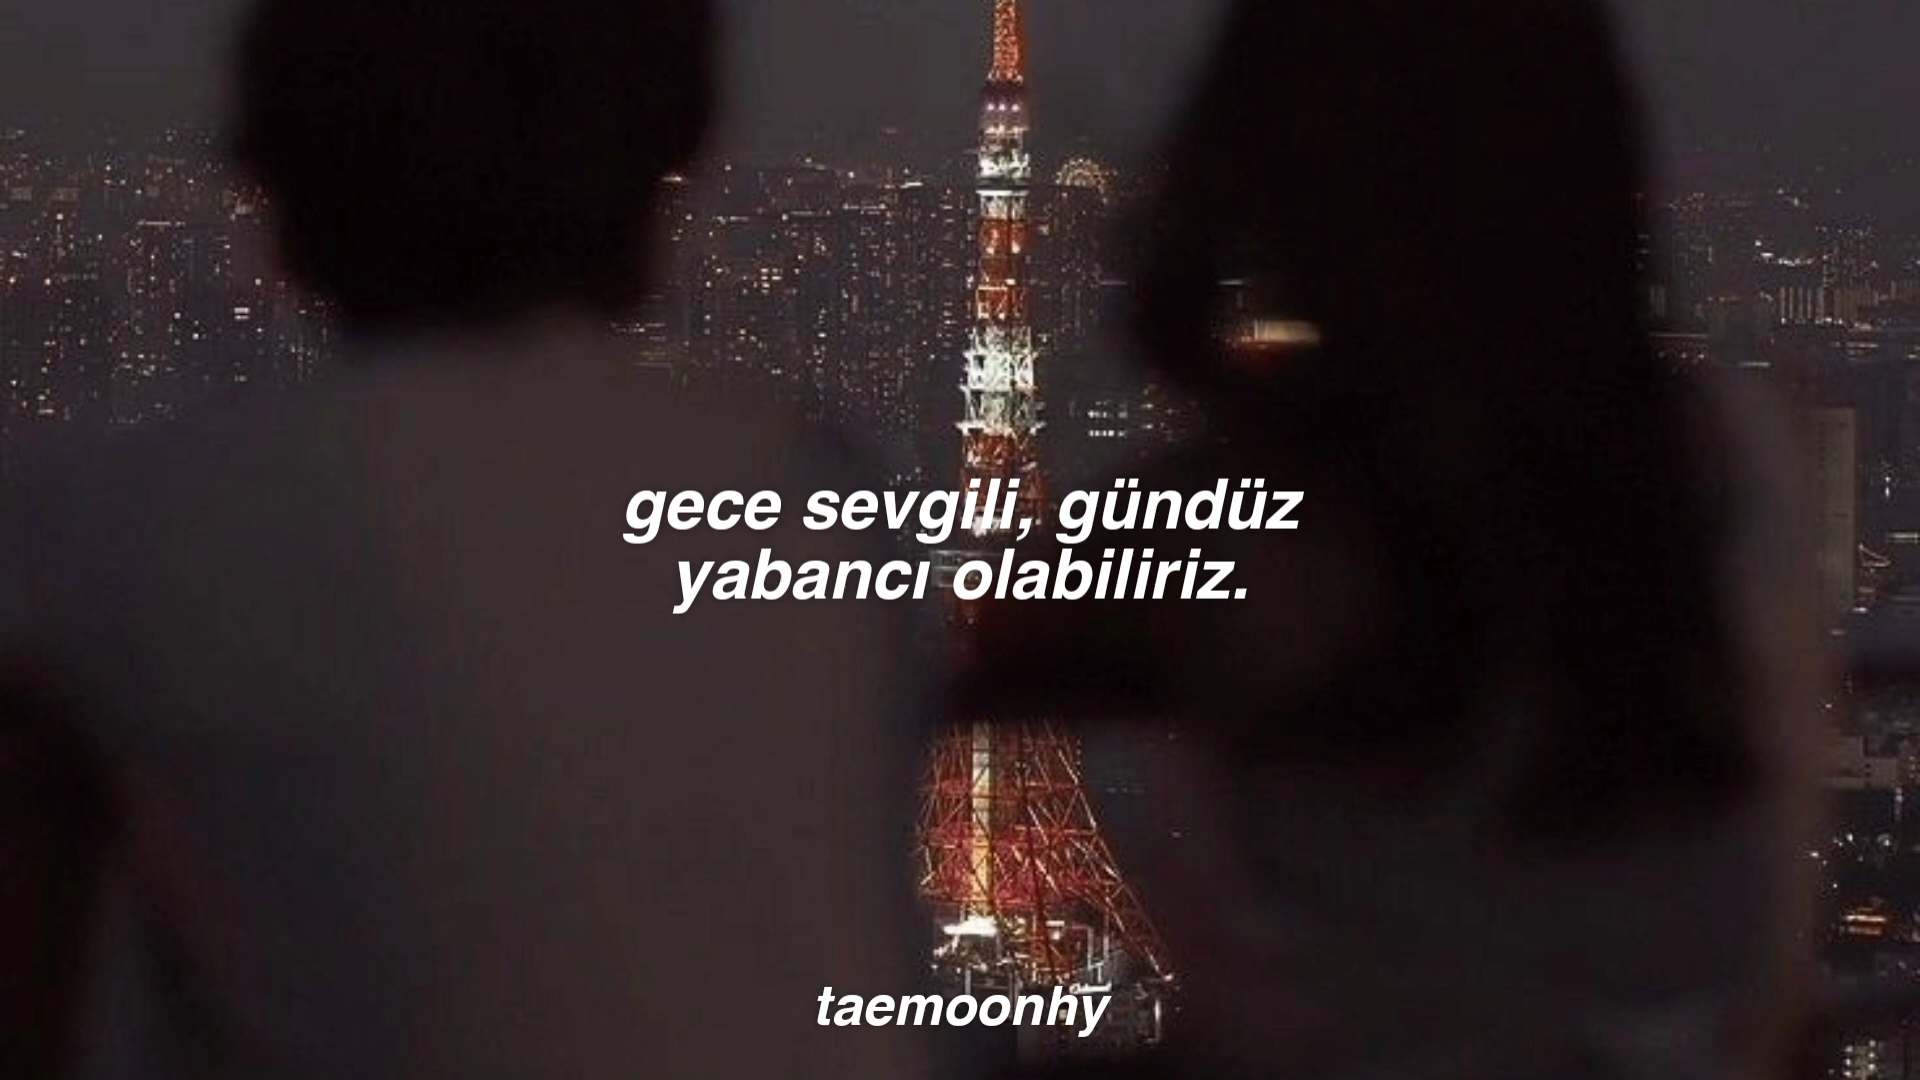 gece sevgili, gündüz
yabancı olabiliriz.
taemoonhy